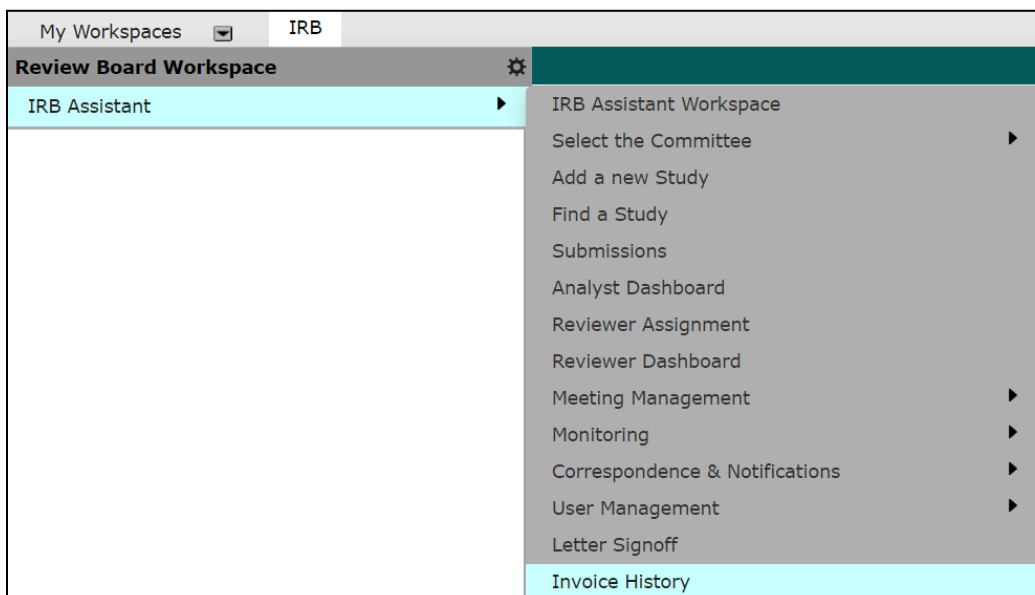 My Workspaces IRB
Review Board Workspace
IRB Assistant
IRB Assistant Workspace
Select the Committee
Add a new Study
Find a Study
Submissions
Analyst Dashboard
Reviewer Assignment
Reviewer Dashboard
Meeting Management
Monitoring
Correspondence & Notifications
User Management
Letter Signoff
Invoice History